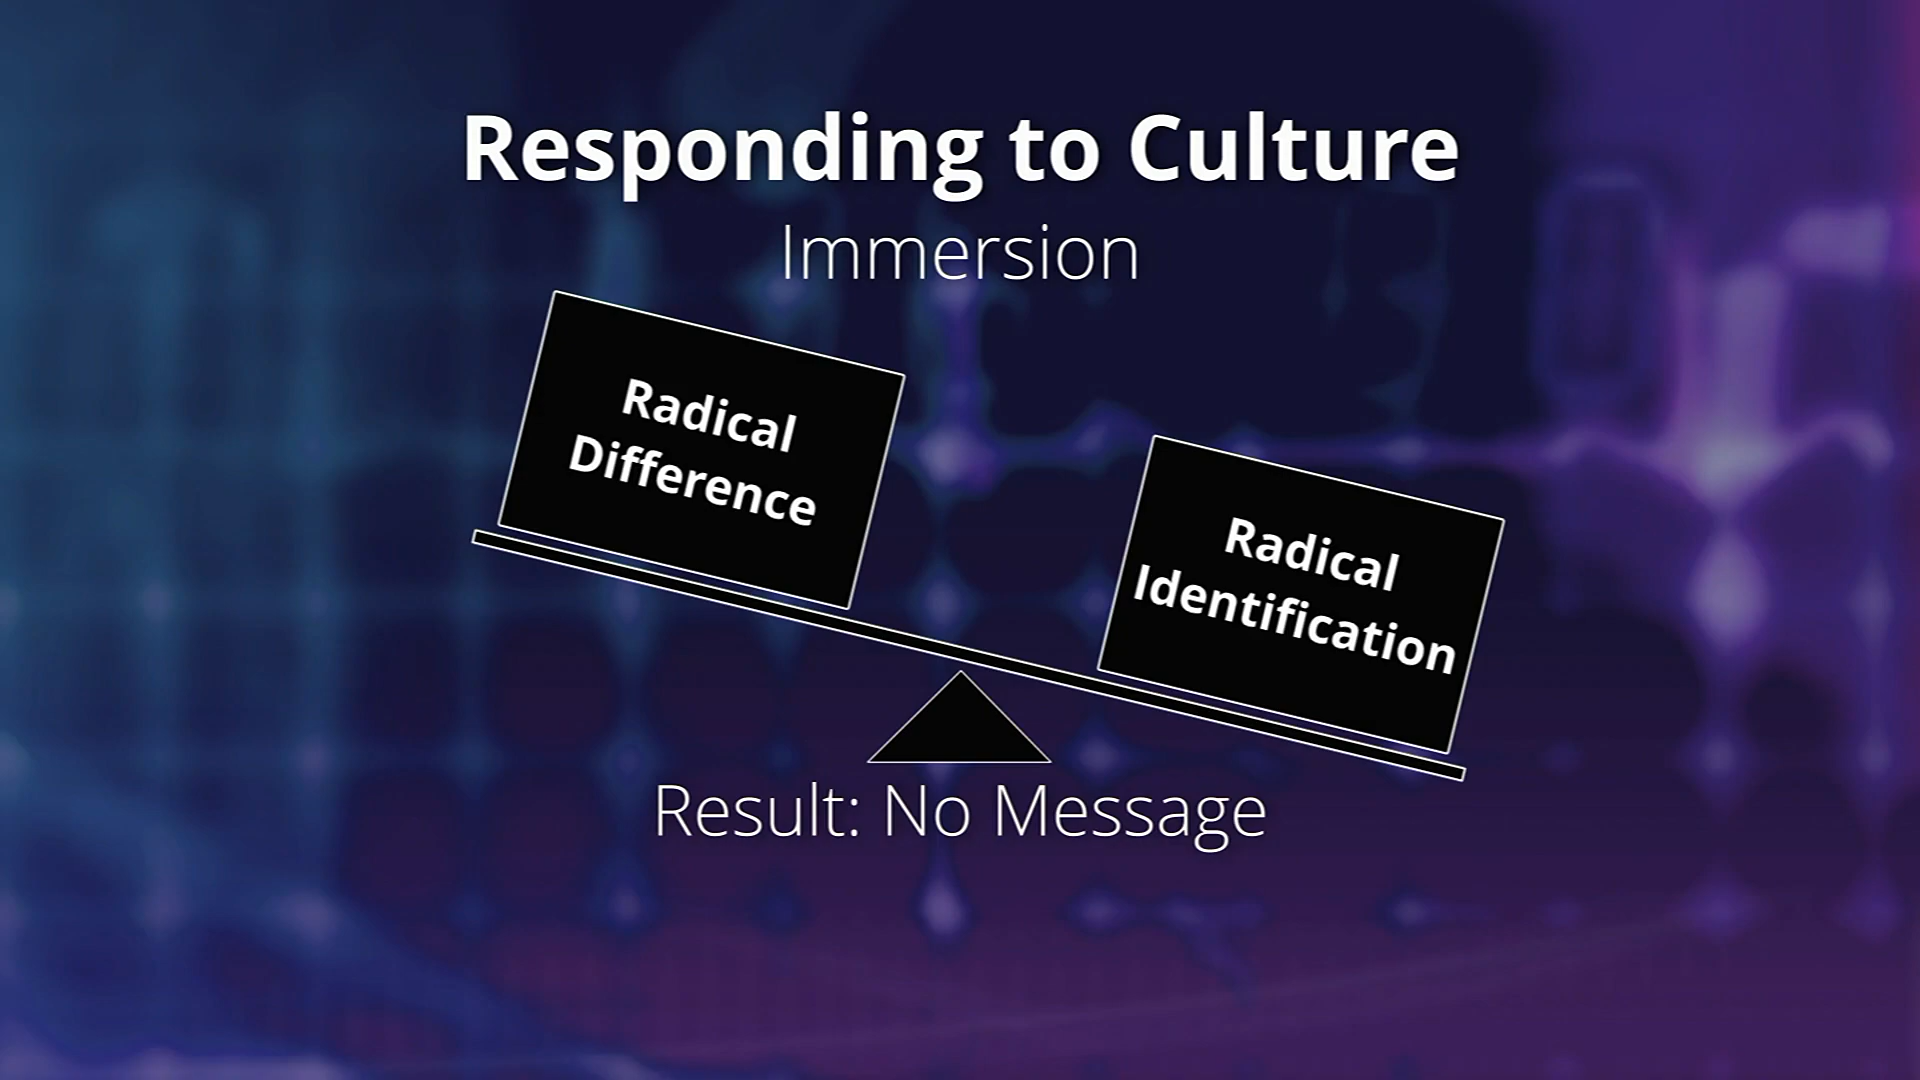 Responding to Culture
Immersion
Radical
Difference
Radical
Identification
Result: No Message